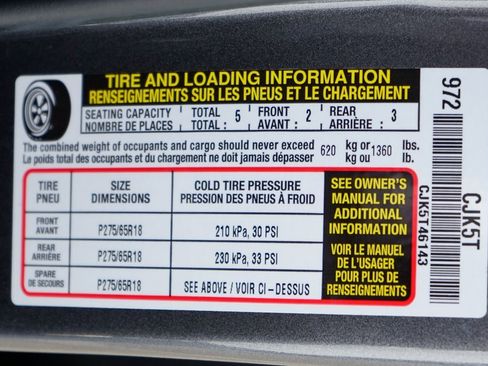 TIRE AND LOADING INFORMATION
RENSEIGNEMENTS SUR LES PNEUS ET LE CHARGEMENT
SEATING CAPACITY TOTAL 5 FRONT 2 REAR 3
NOMBRE DE PLACES TOTAL : AVANT : ARRIÈRE :
The combined weight of occupants and cargo should never exceed 620 kg or 1360 lbs.
Le poids total des occupants et du chargement ne doit jamais dépasser kg ou lb.
TIRE SIZE COLD TIRE PRESSURE
PNEU DIMENSIONS PRESSION DES PNEUS À FROID
FRONT
AVANT P275/65R18 210 kPa, 30 PSI
REAR
ARRIÈRE P275/65R18 230 kPa, 33 PSI
SPARE
DE SECOURS P275/65R18 SEE ABOVE / VOIR CI-DESSUS
SEE OWNER'S
MANUAL FOR
ADDITIONAL
INFORMATION
VOIR LE MANUEL
DE L'USAGER
POUR PLUS DE
RENSEIGNEMENTS
CJK5T46143
972 CJK5T